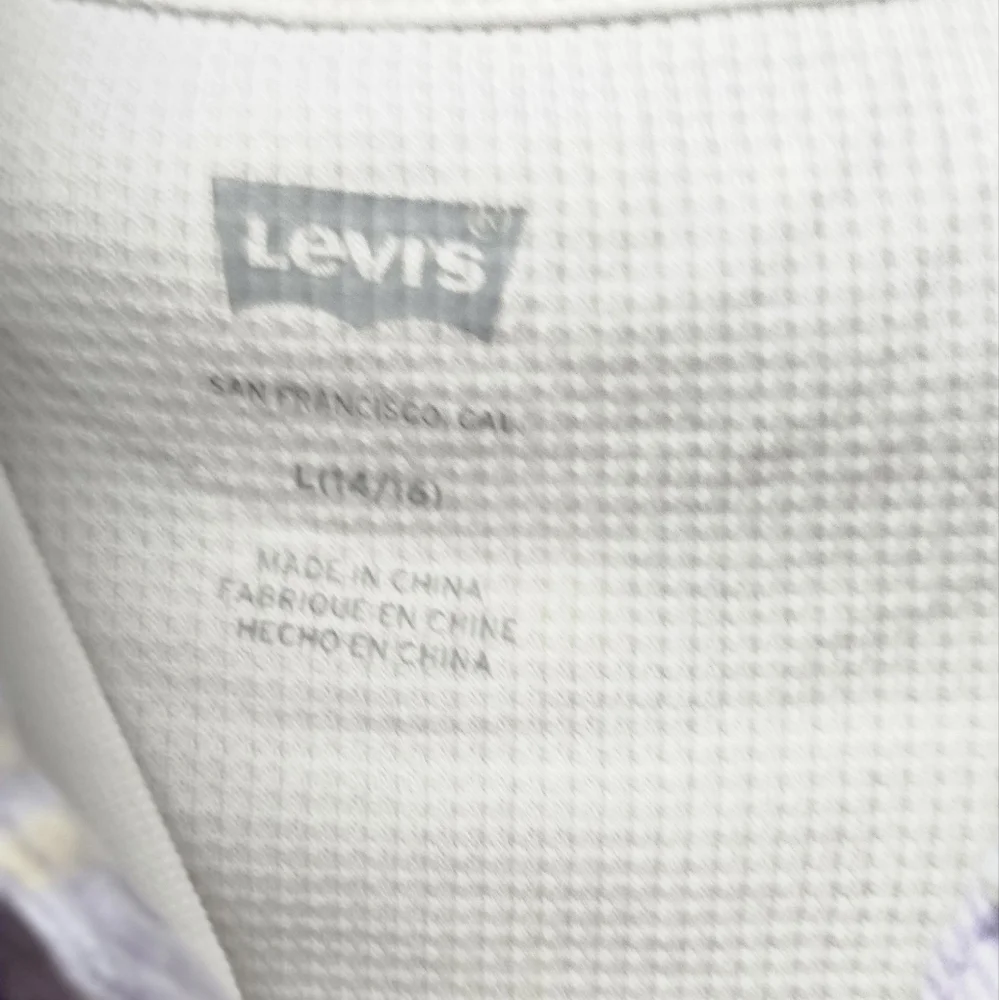 Levi's
SAN FRANCISCO, CAL.
L(14/16)
MADE IN CHINA
FABRIQUE EN CHINE
HECHO EN CHINA